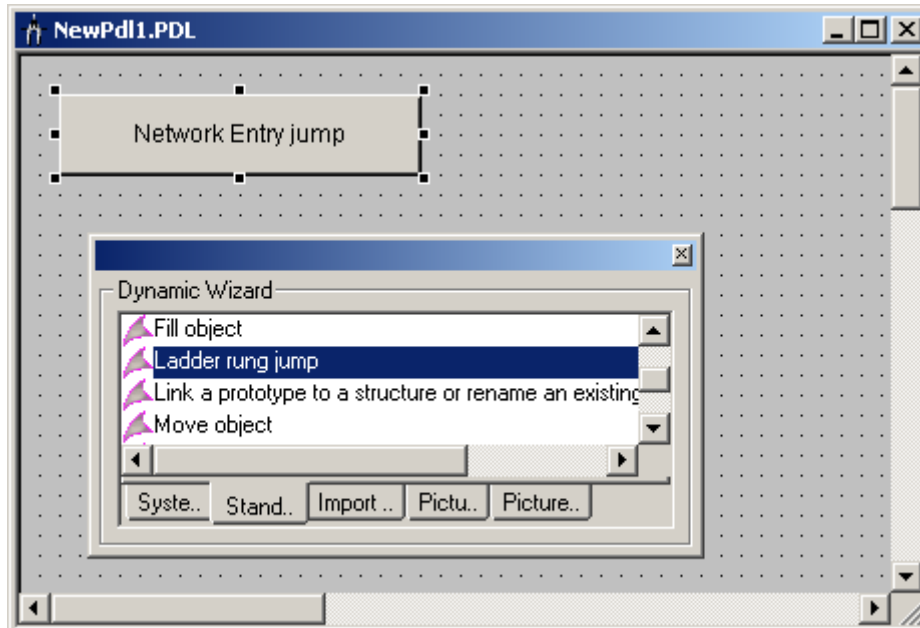 NewPdl1.PDL
Network Entry jump
Dynamic Wizard
Fill object
Ladder rung jump
Link a prototype to a structure or rename an existing
Move object
Syste.. Stand.. Import .. Pictu.. Picture..